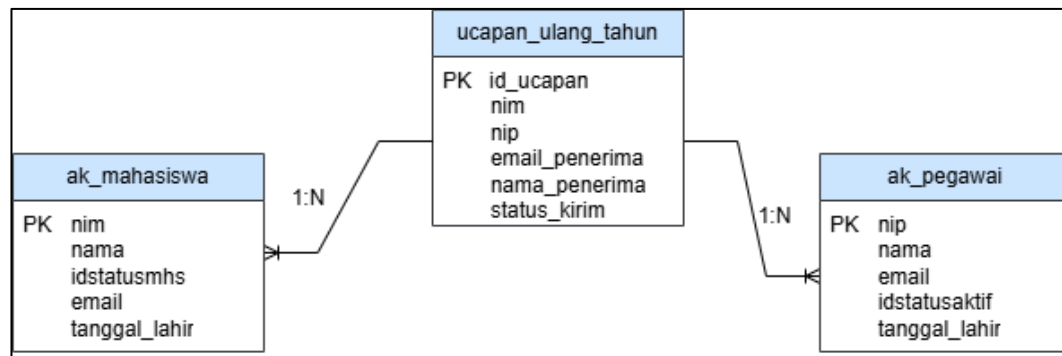 ucapan_ulang_tahun
PK id_ucapan
nim
nip
email_penerima
nama_penerima
status_kirim
1:N
1:N
ak_mahasiswa
PK nim
nama
idstatusmhs
email
tanggal_lahir
ak_pegawai
PK nip
nama
email
idstatusaktif
tanggal_lahir